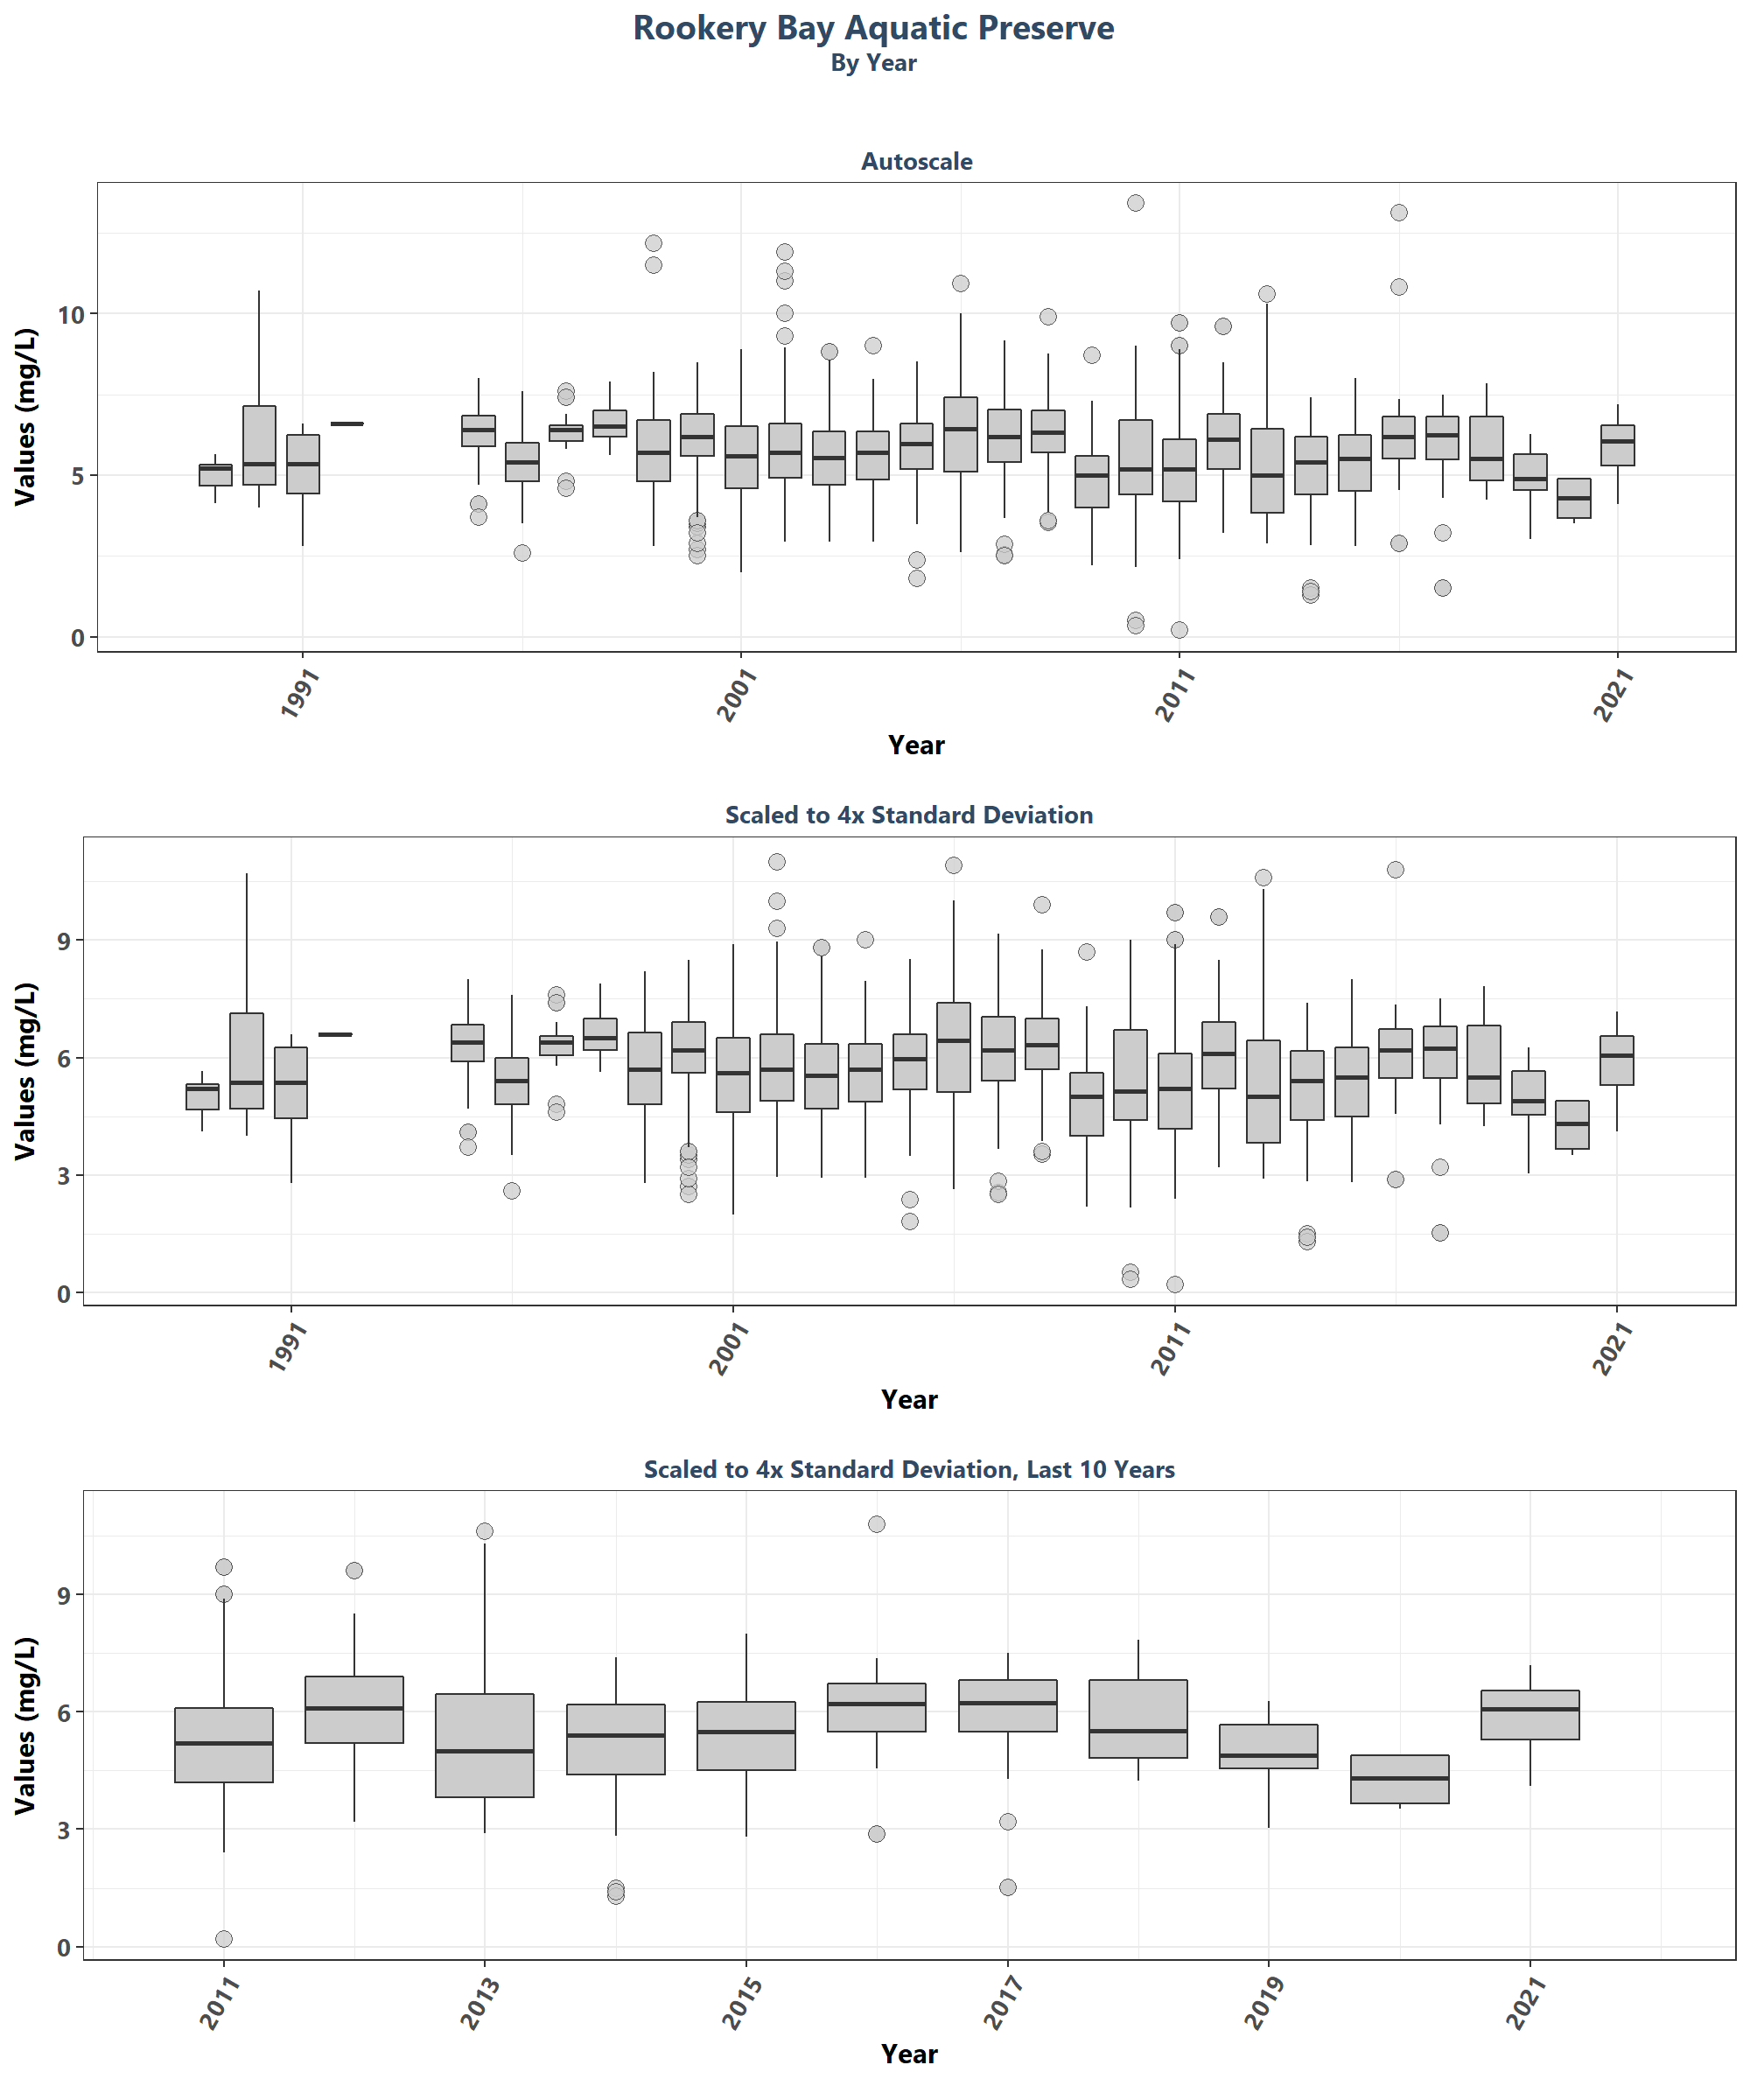 Rookery Bay Aquatic Preserve
By Year
Autoscale
Values (mg/L)
10
5
0
1991 2001 2011 2021
Year
Scaled to 4x Standard Deviation
Values (mg/L)
9
6
3
0
1991 2001 2011 2021
Year
Scaled to 4x Standard Deviation, Last 10 Years
Values (mg/L)
9
6
3
0
2011 2013 2015 2017 2019 2021
Year